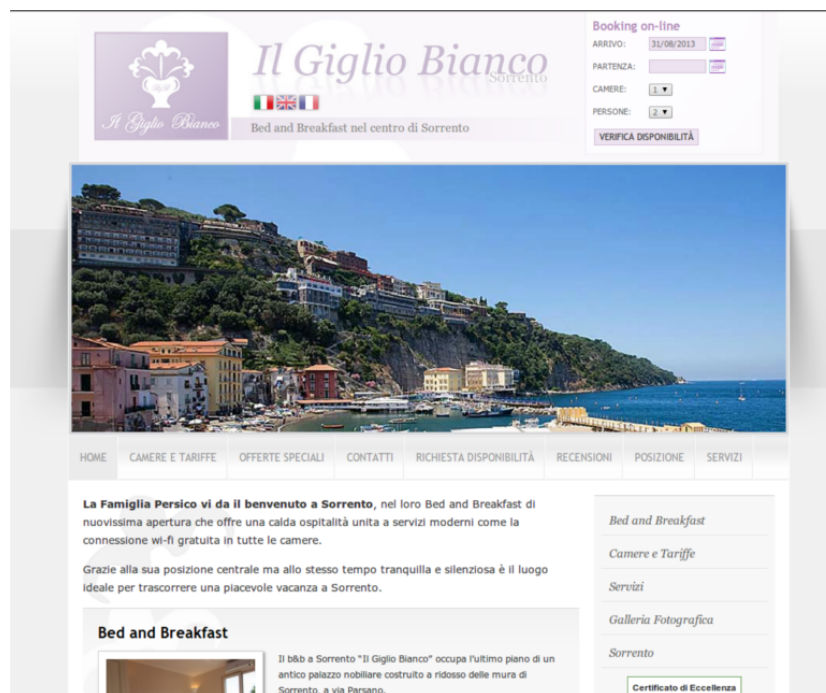 Il Giglio Bianco
Il Giglio Bianco
Sorrento
Bed and Breakfast nel centro di Sorrento
Booking on-line
ARRIVO: 31/08/2013
PARTENZA:
CAMERE: 1
PERSONE: 2
VERIFICA DISPONIBILITÀ
HOME CAMERE E TARIFFE OFFERTE SPECIALI CONTATTI RICHIESTA DISPONIBILITÀ RECENSIONI POSIZIONE SERVIZI
La Famiglia Persico vi da il benvenuto a Sorrento, nel loro Bed and Breakfast di
nuovissima apertura che offre una calda ospitalità unita a servizi moderni come la
connessione wi-fi gratuita in tutte le camere.
Grazie alla sua posizione centrale ma allo stesso tempo tranquilla e silenziosa è il luogo
ideale per trascorrere una piacevole vacanza a Sorrento.
Bed and Breakfast
Il b&b a Sorrento "Il Giglio Bianco" occupa l'ultimo piano di un
antico palazzo nobiliare costruito a ridosso delle mura di
Sorrento, a via Parsano.
Bed and Breakfast
Camere e Tariffe
Servizi
Galleria Fotografica
Sorrento
Certificato di Eccellenza